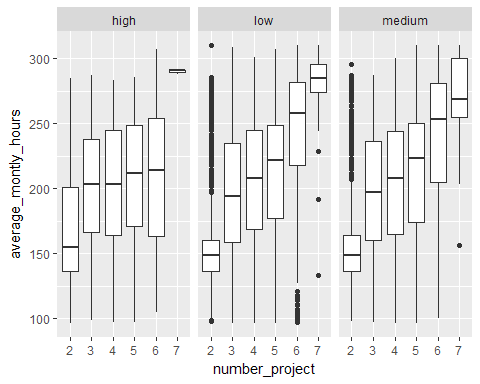 high low medium
300
250
200
150
100
average_montly_hours
2 3 4 5 6 7 2 3 4 5 6 7 2 3 4 5 6 7
number_project